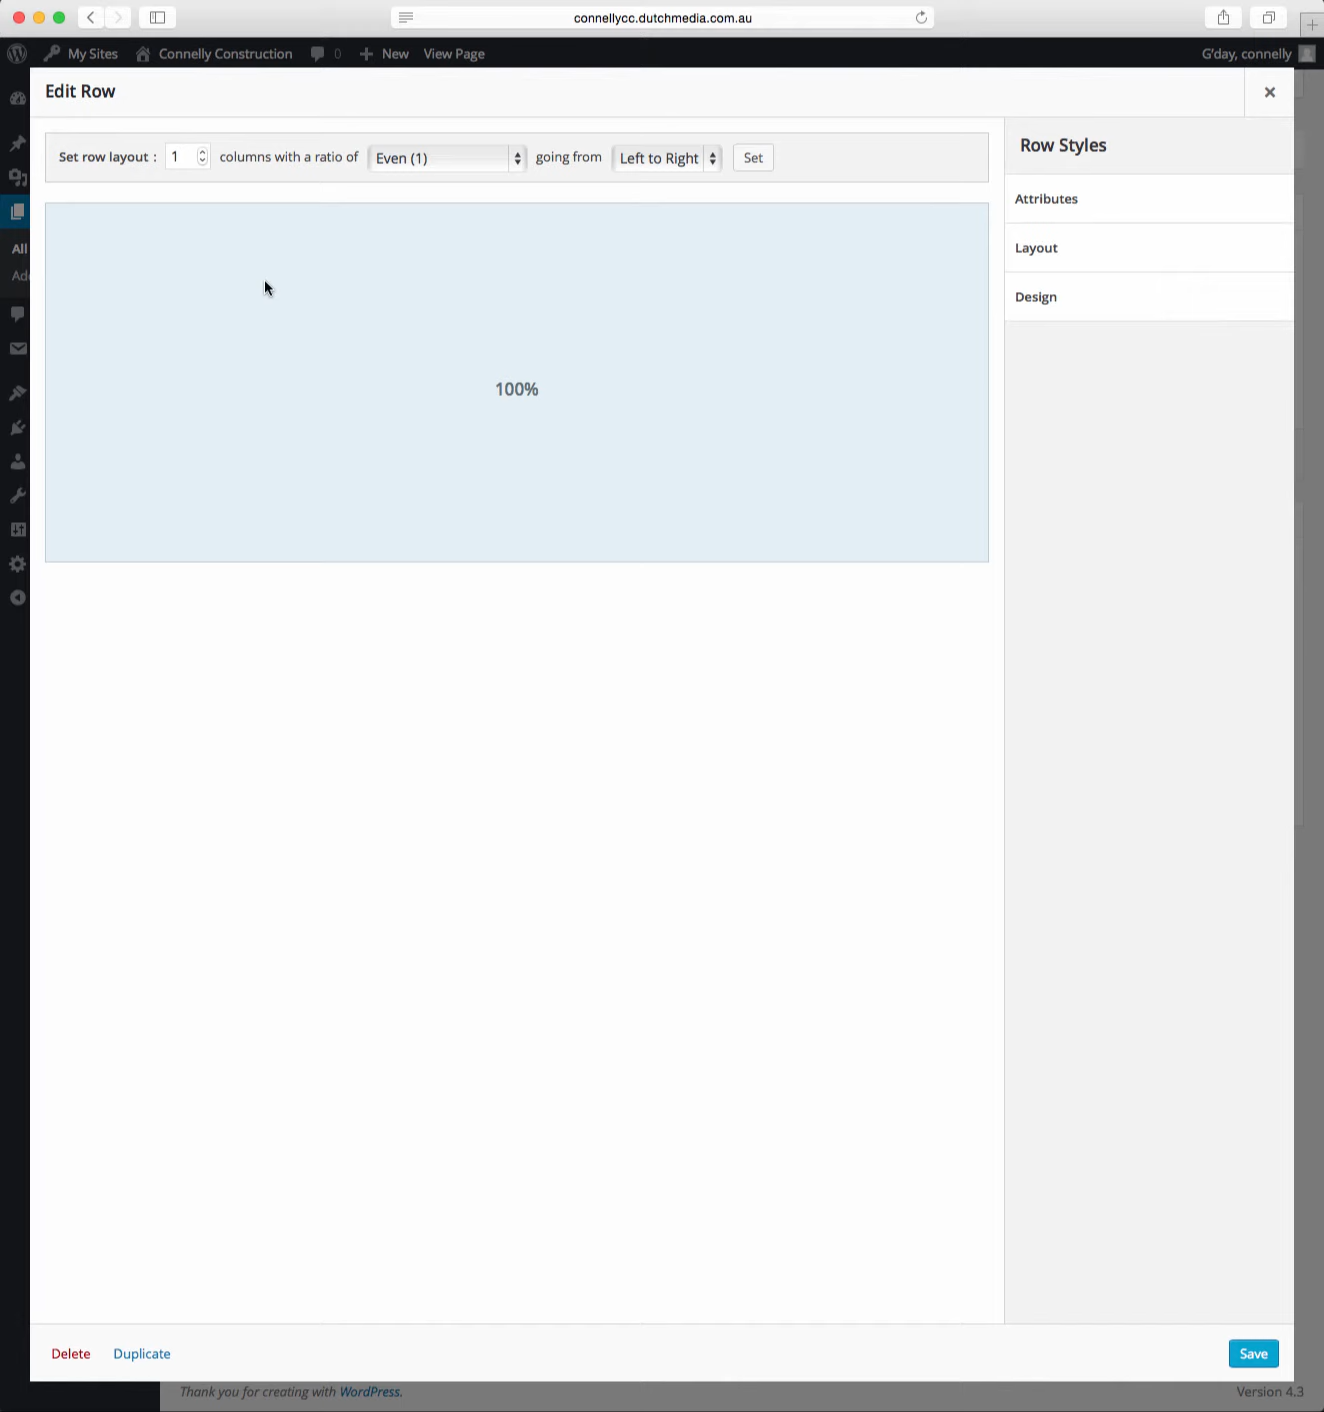 connellycc.dutchmedia.com.au
My Sites Connelly Construction 0 New View Page G'day, connelly
Edit Row
Set row layout : 1 columns with a ratio of Even (1) going from Left to Right Set
Row Styles
Attributes
Layout
Design
All
Ad
100%
Delete Duplicate Save
Thank you for creating with WordPress. Version 4.3